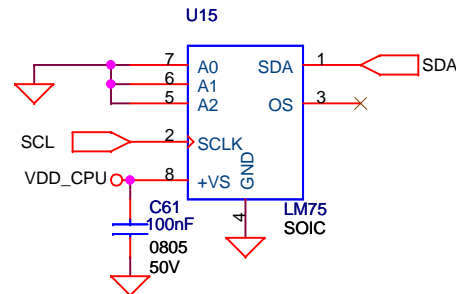 U15
7 A0 SDA 1 SDA
6 A1
5 A2 OS 3
SCL 2 SCLK
VDD_CPU 8 +VS GND
4
C61 LM75
100nF SOIC
0805
50V